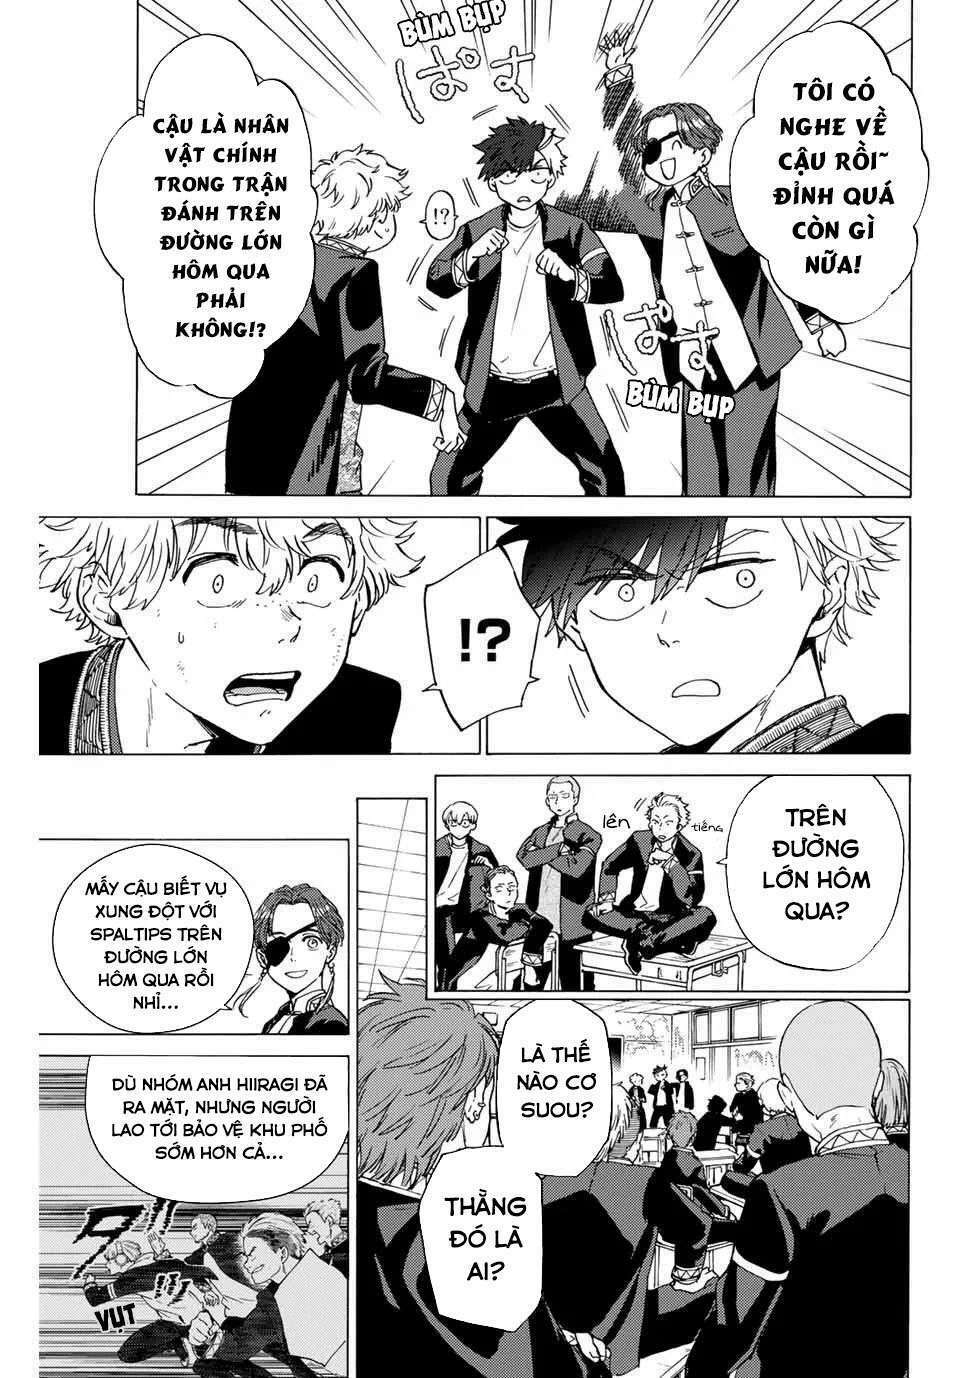 BÙM BỤP
ぱす
TÔI CÓ
NGHE VỀ
CẬU RỒI~
ĐỈNH QUÁ
CÒN GÌ
NỮA!
!?
CẬU LÀ NHÂN
VẬT CHÍNH
TRONG TRẬN
ĐÁNH TRÊN
ĐƯỜNG LỚN
HÔM QUA
PHẢI
KHÔNG!?
ぱす
BÙM BỤP
!?
TRÊN
ĐƯỜNG
LỚN HÔM
QUA?
lên
tiếng
LÀ THẾ
NÀO CƠ
SUOU?
THẰNG
ĐÓ LÀ
AI?
MẤY CẬU BIẾT VỤ
XUNG ĐỘT VỚI
SPALTIPS TRÊN
ĐƯỜNG LỚN
HÔM QUA RỒI
NHỈ...
DÙ NHÓM ANH HIIRAGI ĐÃ
RA MẶT, NHƯNG NGƯỜI
LAO TỚI BẢO VỆ KHU PHỐ
SỚM HƠN CẢ...
VỤT